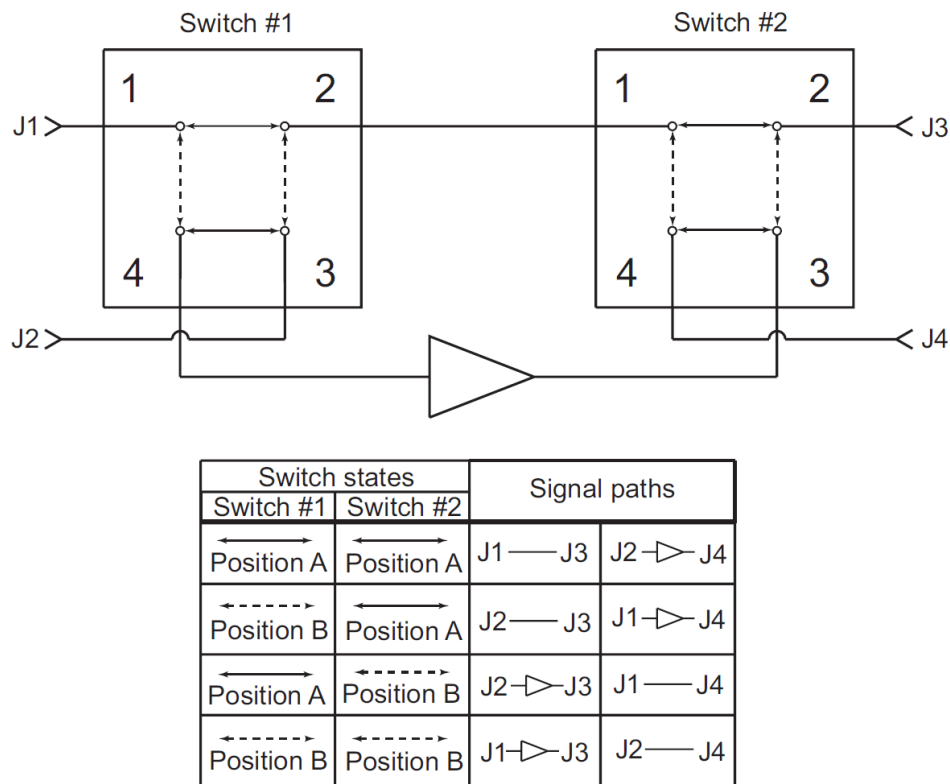 Switch #1 Switch #2
1 2 1 2
J1 J3
4 3 4 3
J2 J4
Switch states Signal paths
Switch #1 Switch #2
Position A Position A J1 J3 J2 J4
Position B Position A J2 J3 J1 J4
Position A Position B J2 J3 J1 J4
Position B Position B J1 J3 J2 J4